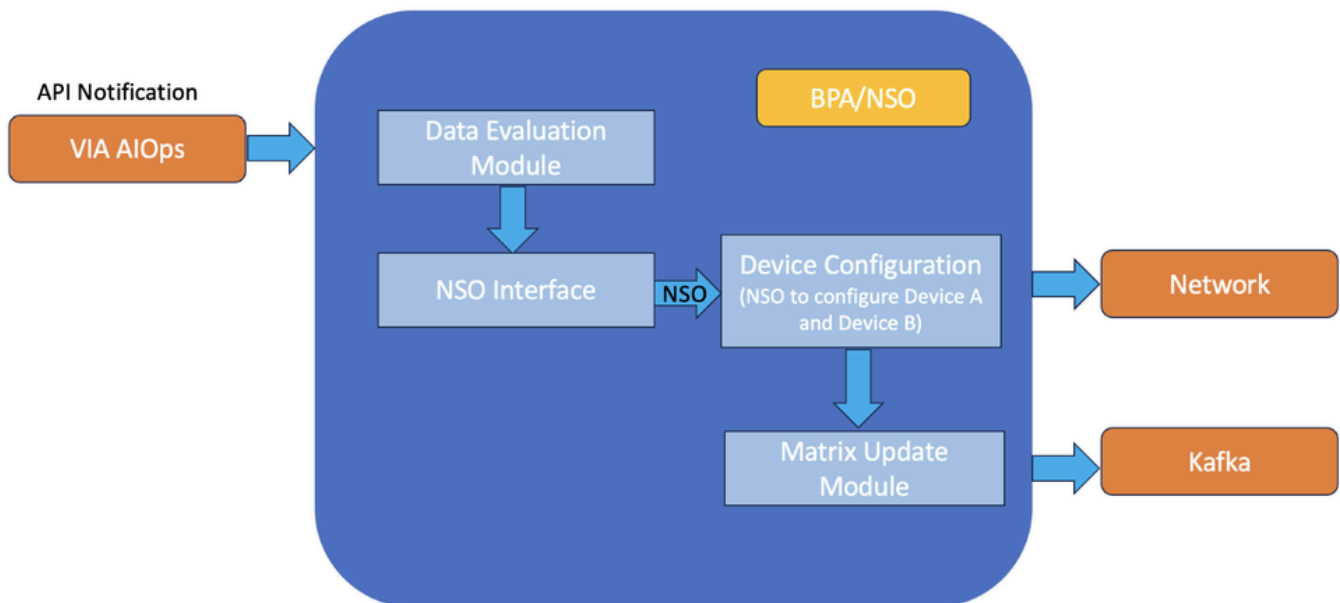 API Notification
VIA AIOps
BPA/NSO
Data Evaluation
Module
NSO Interface
NSO
Device Configuration
(NSO to configure Device A
and Device B)
Network
Matrix Update
Module
Kafka